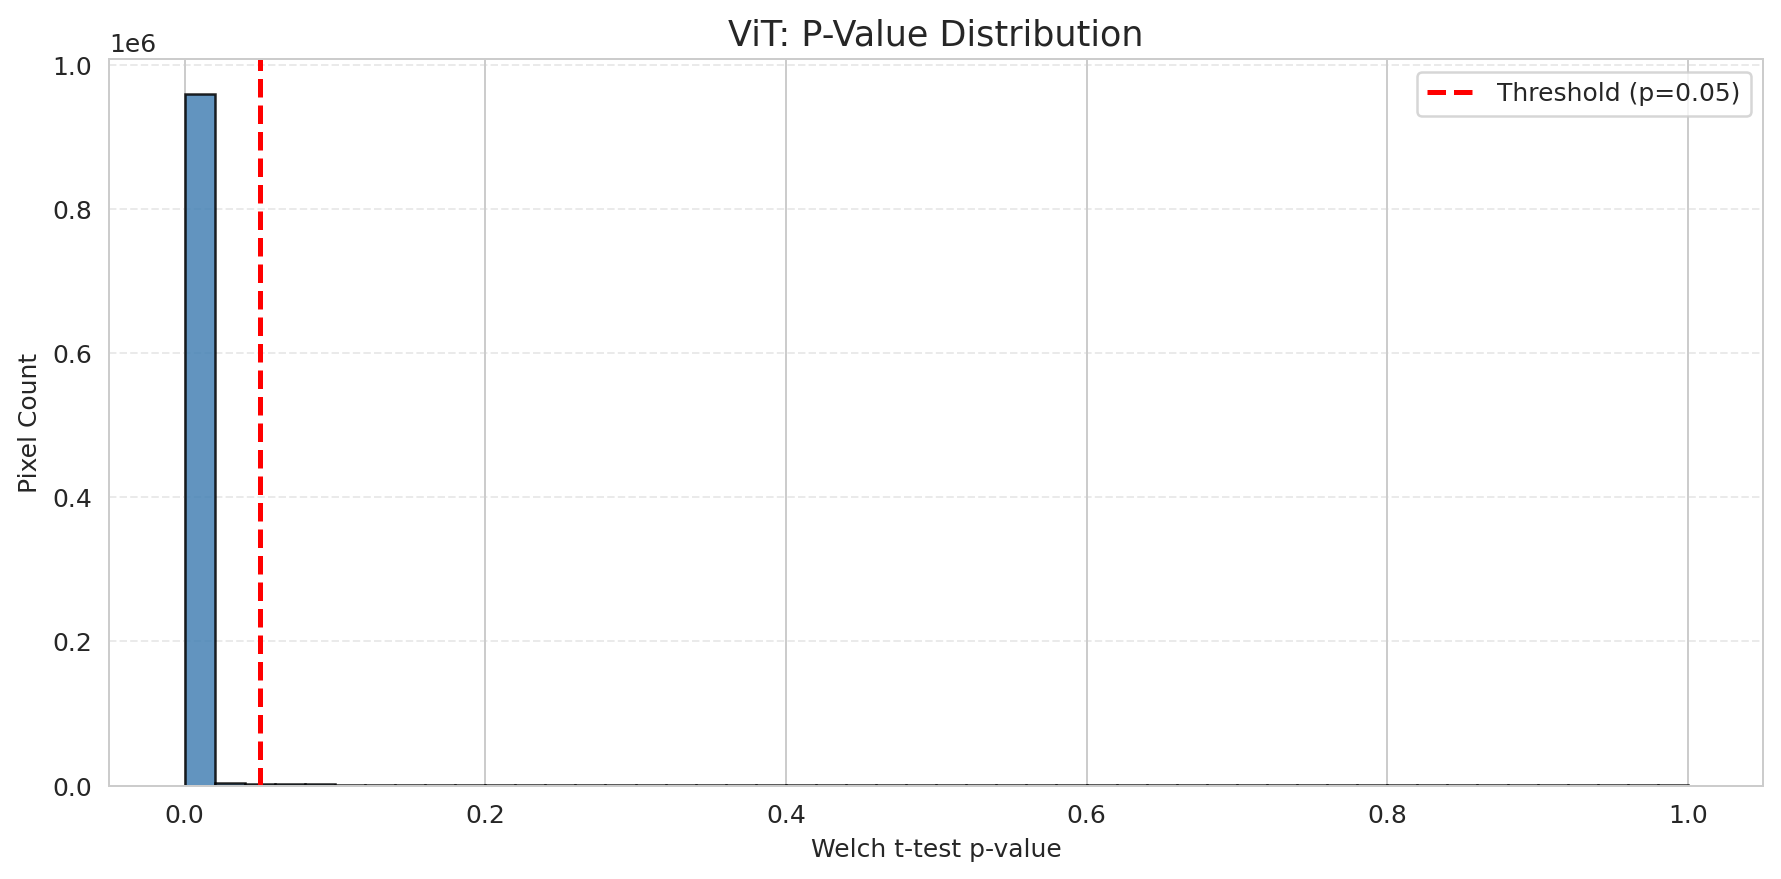 ViT: P-Value Distribution
1e6
Threshold (p=0.05)
1.0
0.8
0.6
0.4
0.2
0.0
Pixel Count
0.0 0.2 0.4 0.6 0.8 1.0
Welch t-test p-value